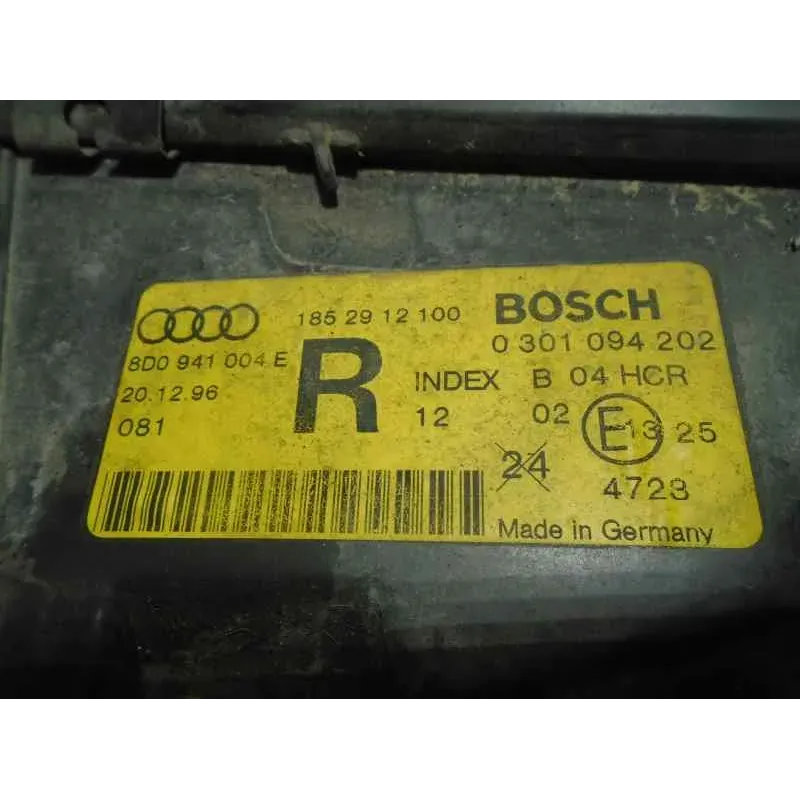 185 29 12 100 BOSCH
8D0 941 004 E R 0 301 094 202
20.12.96 INDEX B 04 HCR
081 12 02 E 13 25
24 4723
Made in Germany